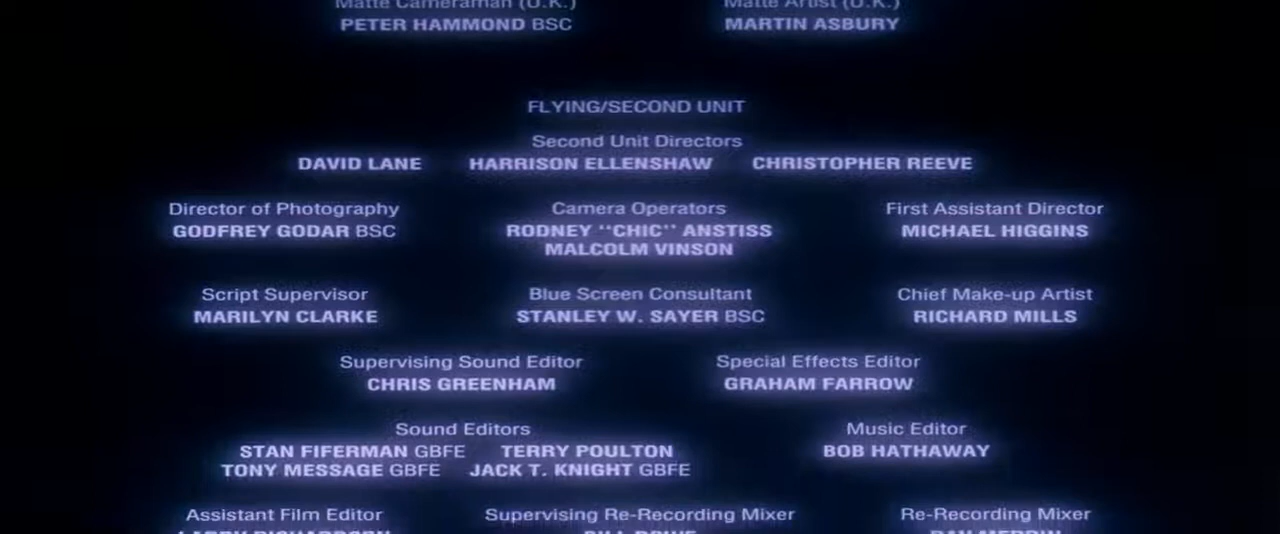 Matte Cameraman (U.K.) Matte Artist (U.K.)
PETER HAMMOND BSC MARTIN ASBURY
FLYING/SECOND UNIT
Second Unit Directors
DAVID LANE HARRISON ELLENSHAW CHRISTOPHER REEVE
Director of Photography Camera Operators First Assistant Director
GODFREY GODAR BSC RODNEY "CHIC" ANSTISS MICHAEL HIGGINS
MALCOLM VINSON
Script Supervisor Blue Screen Consultant Chief Make-up Artist
MARILYN CLARKE STANLEY W. SAYER BSC RICHARD MILLS
Supervising Sound Editor Special Effects Editor
CHRIS GREENHAM GRAHAM FARROW
Sound Editors Music Editor
STAN FIFERMAN GBFE TERRY POULTON BOB HATHAWAY
TONY MESSAGE GBFE JACK T. KNIGHT GBFE
Assistant Film Editor Supervising Re-Recording Mixer Re-Recording Mixer